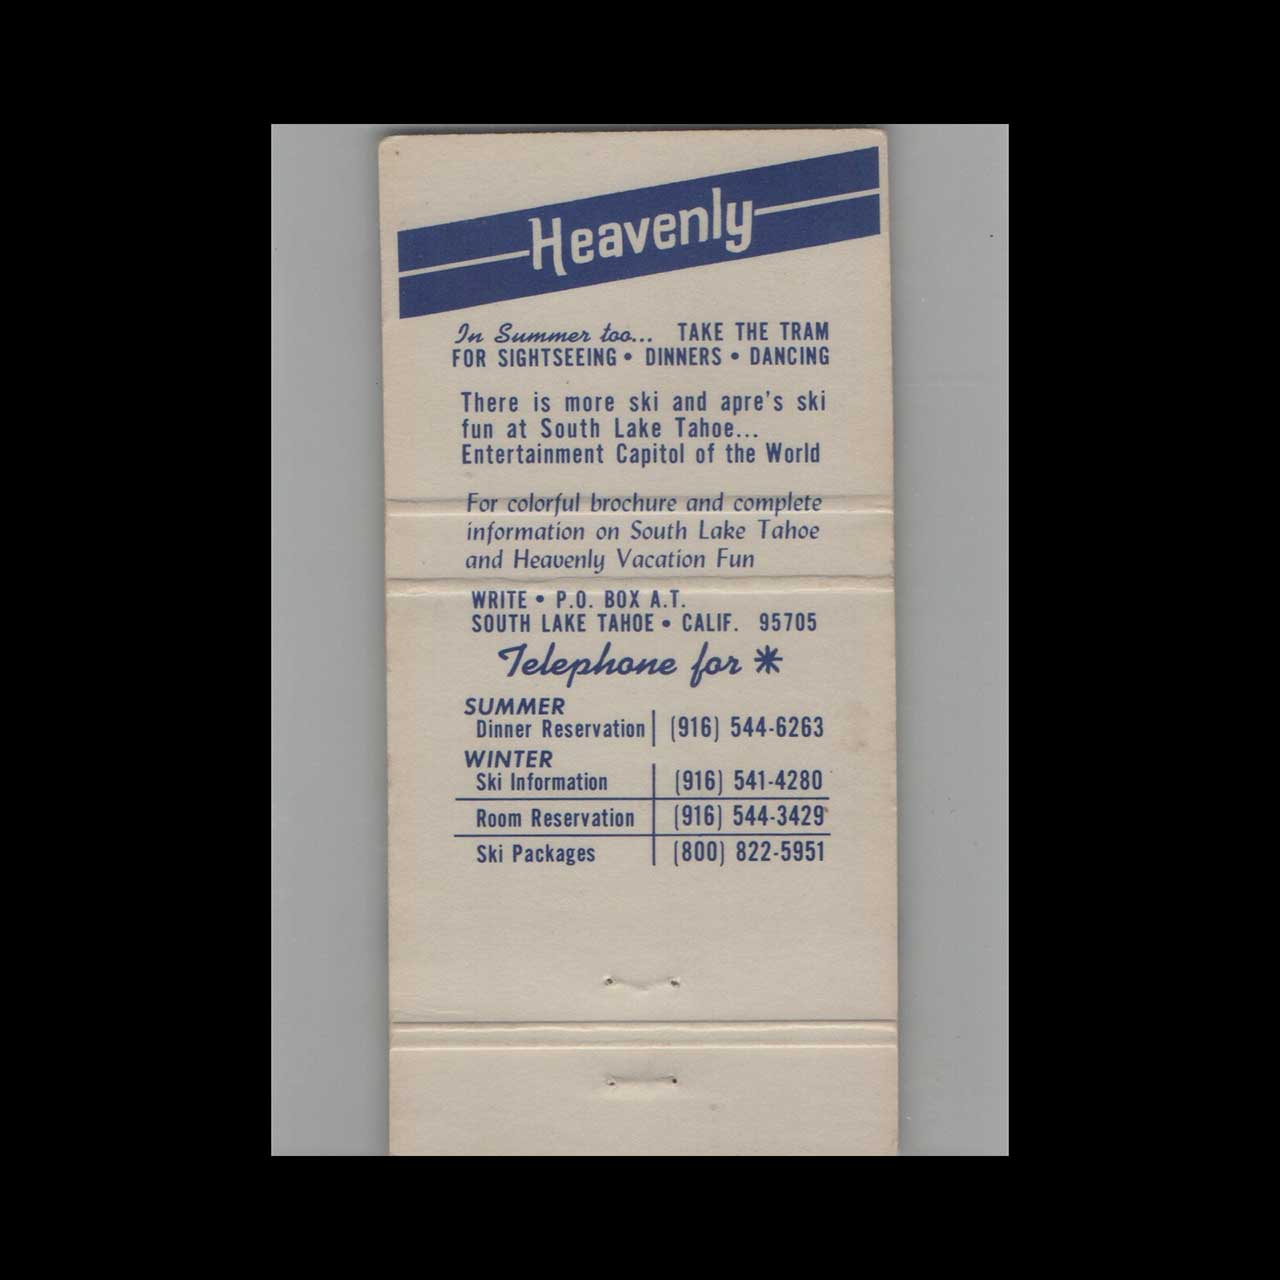 Heavenly
In Summer too... TAKE THE TRAM
FOR SIGHTSEEING • DINNERS • DANCING
There is more ski and apre's ski
fun at South Lake Tahoe...
Entertainment Capitol of the World
For colorful brochure and complete
information on South Lake Tahoe
and Heavenly Vacation Fun
WRITE • P.O. BOX A.T.
SOUTH LAKE TAHOE • CALIF. 95705
Telephone for *
SUMMER
Dinner Reservation (916) 544-6263
WINTER
Ski Information (916) 541-4280
Room Reservation (916) 544-3429
Ski Packages (800) 822-5951